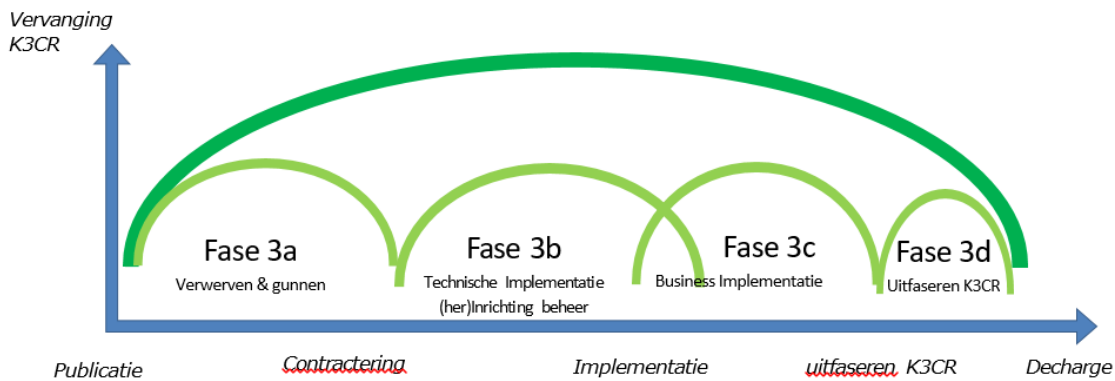 Vervanging
K3CR
Fase 3a
Verwerven & gunnen
Fase 3b
Technische Implementatie
(her)Inrichting beheer
Fase 3c
Business Implementatie
Fase 3d
Uitfaseren K3CR
Publicatie
Contractering
Implementatie
uitfaseren K3CR
Decharge